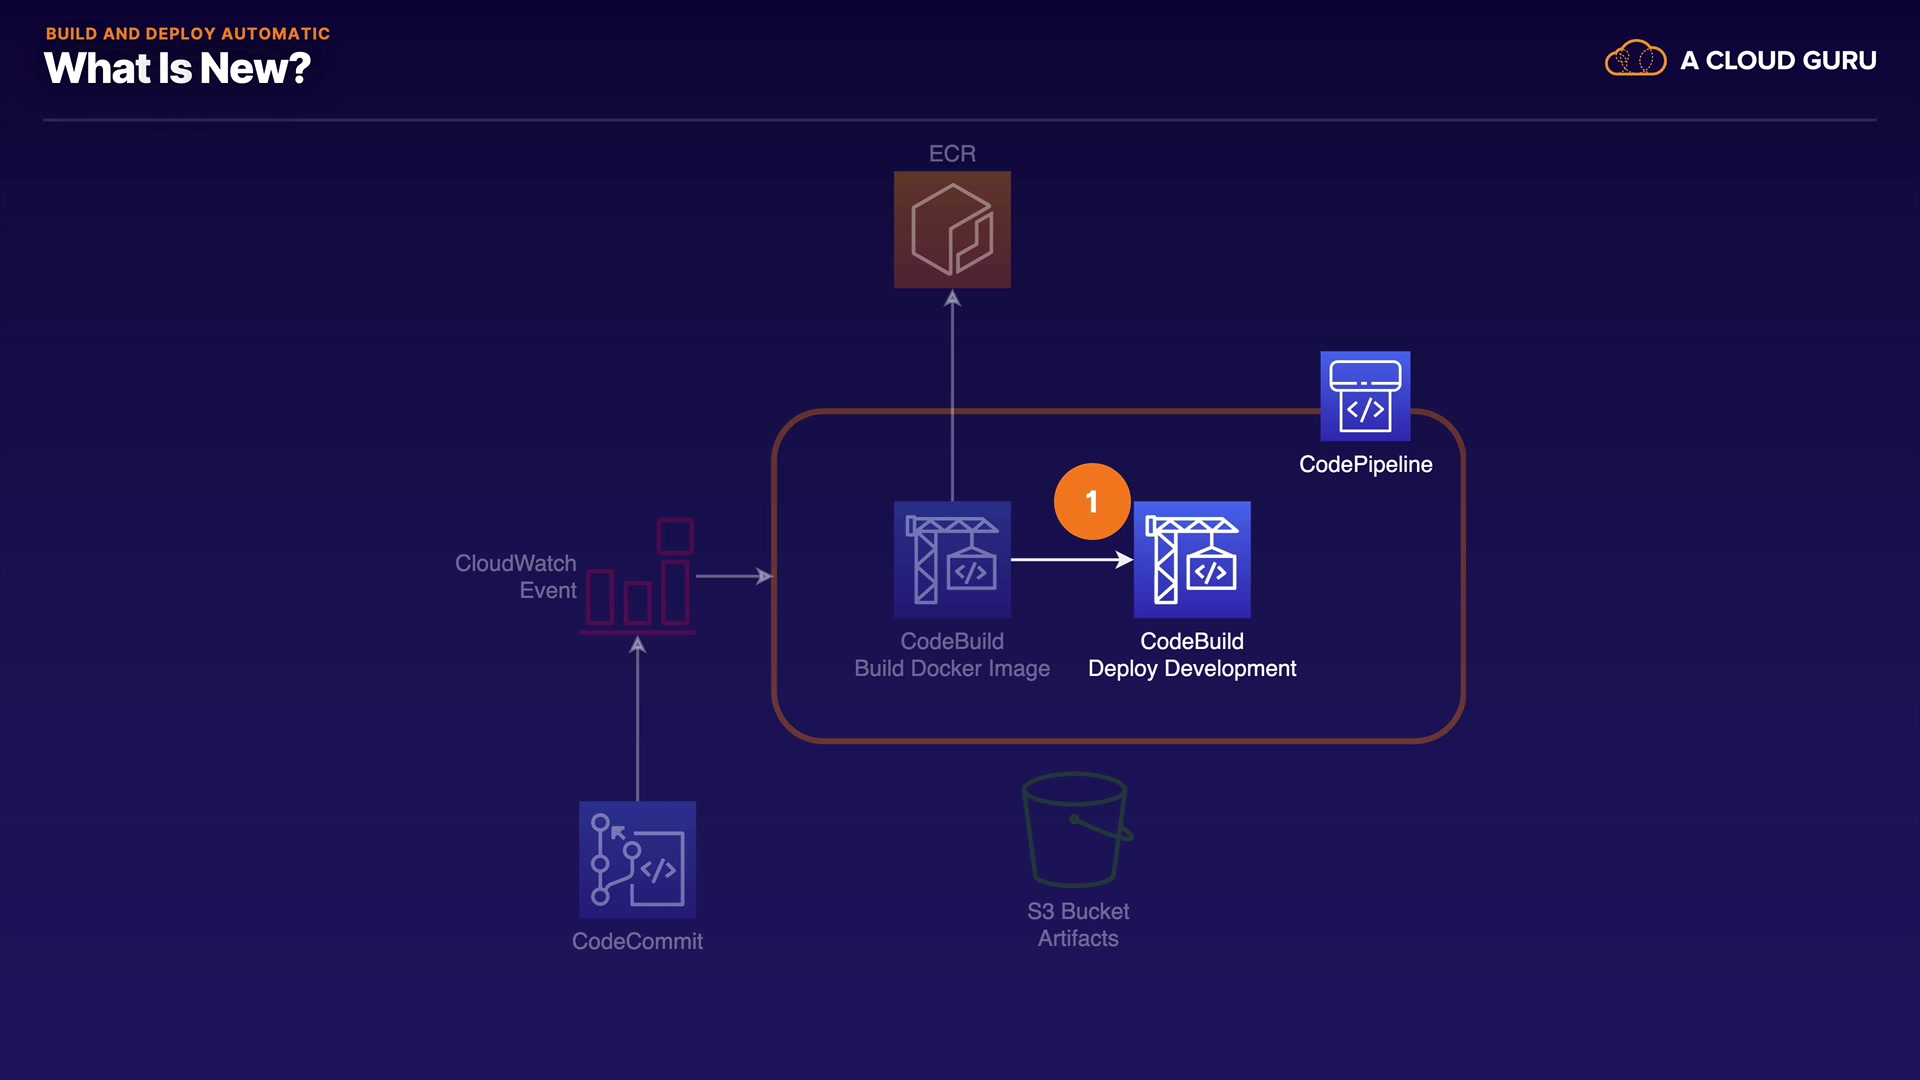 BUILD AND DEPLOY AUTOMATIC
What Is New?
A CLOUD GURU
ECR
CodePipeline
1
</>
</>
</>
CloudWatch
Event
CodeBuild
Build Docker Image
CodeBuild
Deploy Development
</>
CodeCommit
S3 Bucket
Artifacts